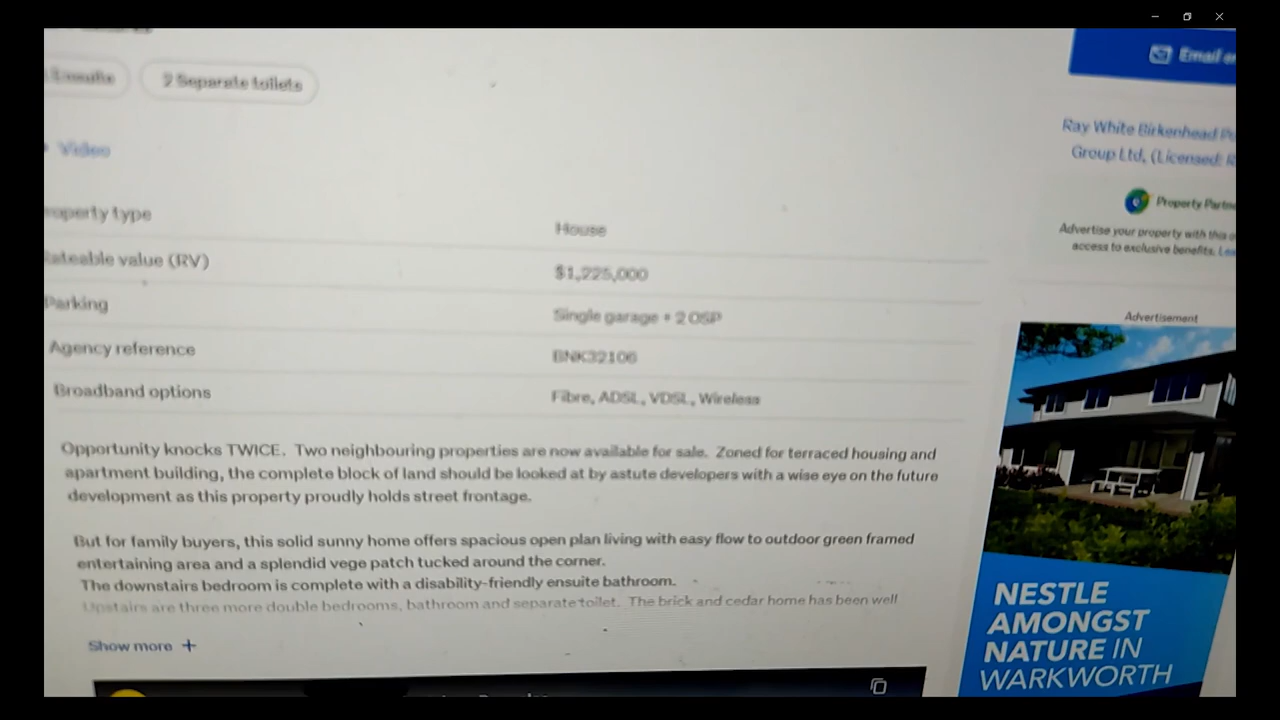 2 Separate toilets
Email
Video
Ray White Birkenhead
Group Ltd, (Licensed:
Property type
House
Property
Advertise your property with this
access to exclusive benefits.
Rateable value (RV)
$1,225,000
Parking
Single garage + 2 OSP
Advertisement
Agency reference
BNK32106
Broadband options
Fibre, ADSL, VDSL, Wireless
Opportunity knocks TWICE. Two neighbouring properties are now available for sale. Zoned for terraced housing and
apartment building, the complete block of land should be looked at by astute developers with a wise eye on the future
development as this property proudly holds street frontage.
But for family buyers, this solid sunny home offers spacious open plan living with easy flow to outdoor green framed
entertaining area and a splendid vege patch tucked around the corner.
The downstairs bedroom is complete with a disability-friendly ensuite bathroom.
Upstairs are three more double bedrooms, bathroom and separate toilet. The brick and cedar home has been well
Show more +
NESTLE
AMONGST
NATURE IN
WARKWORTH